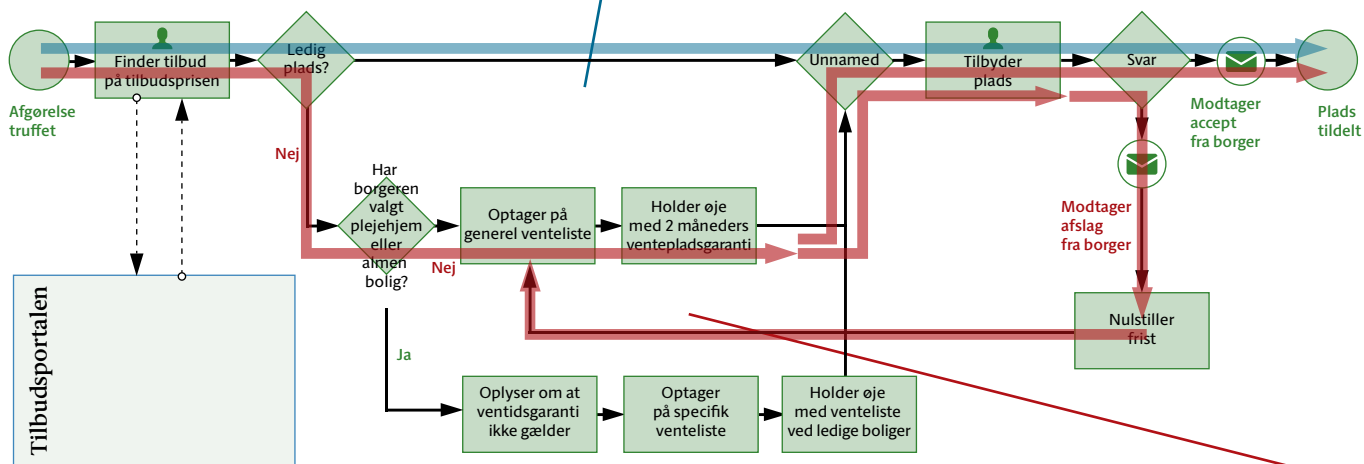 Finder tilbud
på tilbudsprisen
Ledig
plads?
Unnamed
Tilbyder
plads
Svar
Afgørelse
truffet
Modtager
accept
fra borger
Plads
tildelt
Nej
Har
borgeren
valgt
plejehjem
eller
almen
bolig?
Optager på
generel venteliste
Holder øje
med 2 måneders
ventepladsgaranti
Nej
Modtager
afslag
fra borger
Nulstiller
frist
Tilbudsportalen
Ja
Oplyser om at
ventidsgaranti
ikke gælder
Optager
på specifik
venteliste
Holder øje
med venteliste
ved ledige boliger